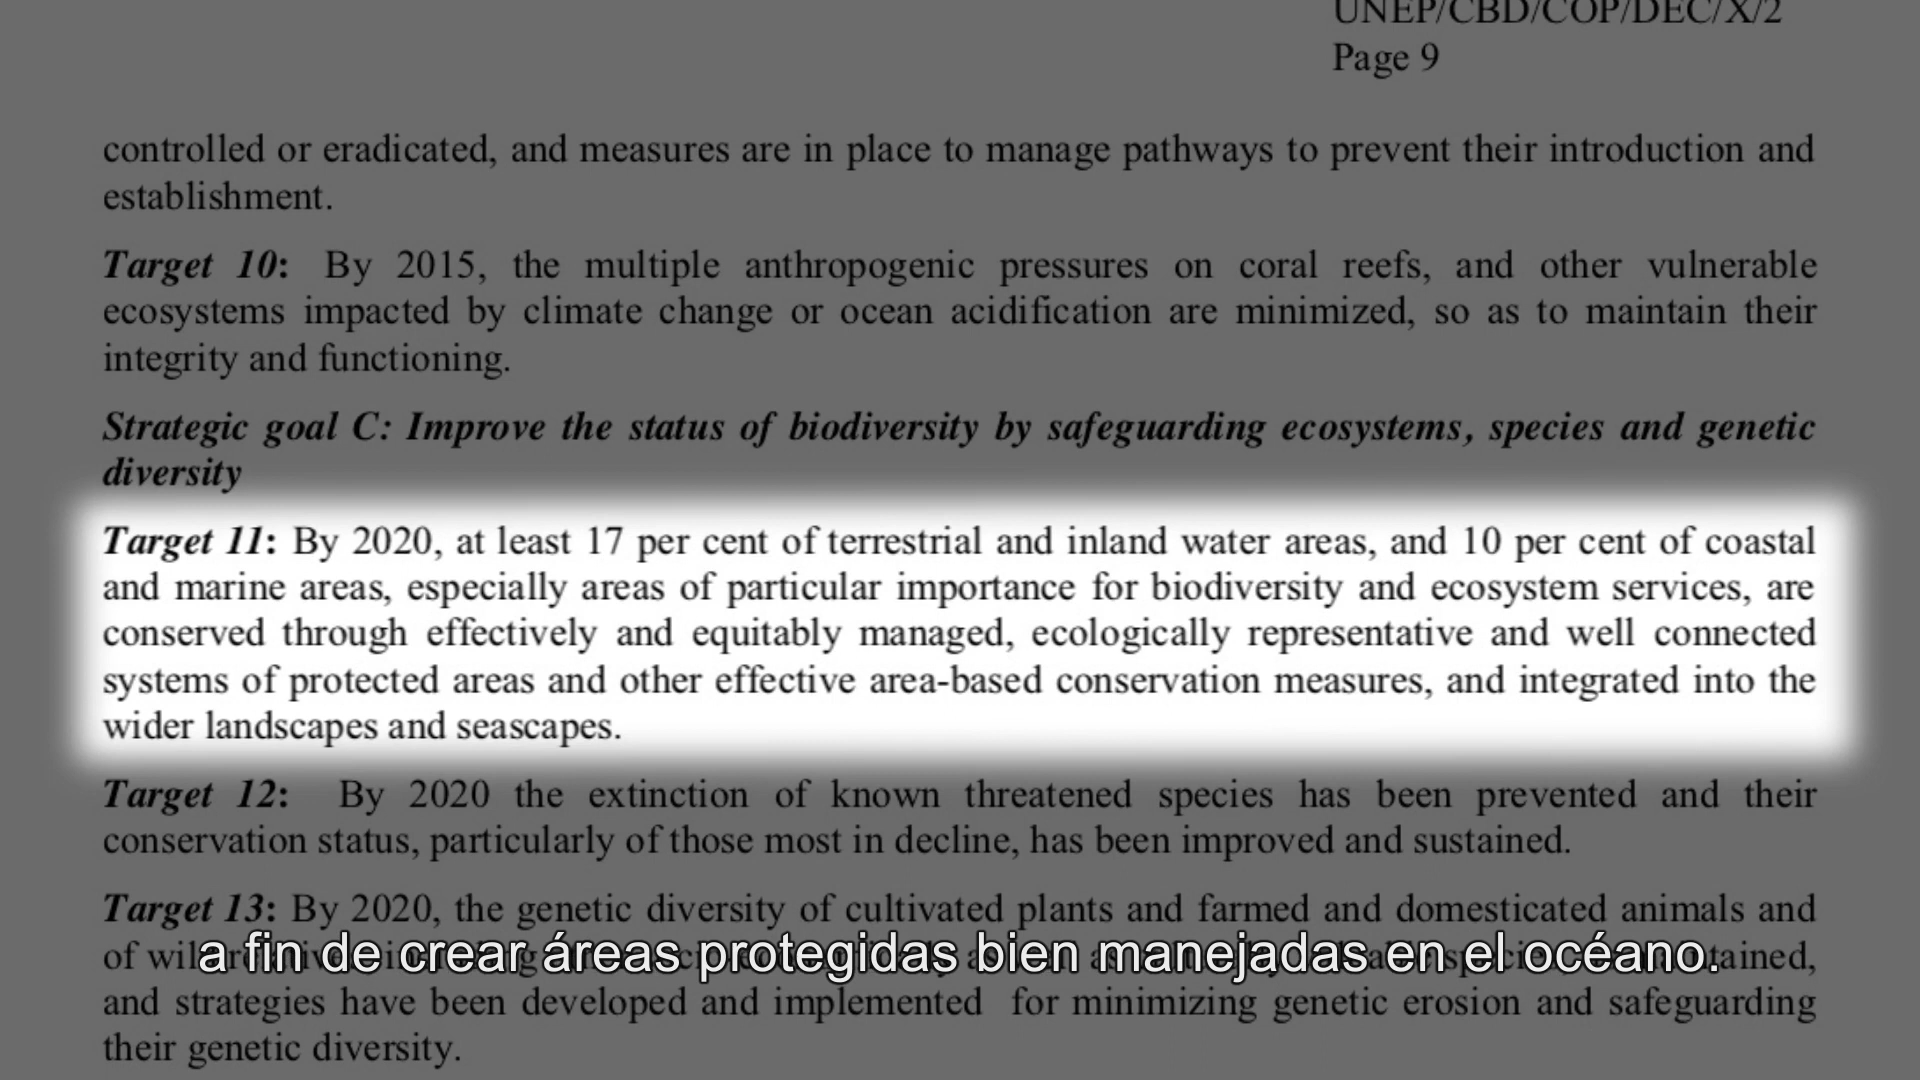 UNEP/CBD/COP/DEC/X/2
Page 9
controlled or eradicated, and measures are in place to manage pathways to prevent their introduction and
establishment.
Target 10: By 2015, the multiple anthropogenic pressures on coral reefs, and other vulnerable
ecosystems impacted by climate change or ocean acidification are minimized, so as to maintain their
integrity and functioning.
Strategic goal C: Improve the status of biodiversity by safeguarding ecosystems, species and genetic
diversity
Target 11: By 2020, at least 17 per cent of terrestrial and inland water areas, and 10 per cent of coastal
and marine areas, especially areas of particular importance for biodiversity and ecosystem services, are
conserved through effectively and equitably managed, ecologically representative and well connected
systems of protected areas and other effective area-based conservation measures, and integrated into the
wider landscapes and seascapes.
Target 12: By 2020 the extinction of known threatened species has been prevented and their
conservation status, particularly of those most in decline, has been improved and sustained.
Target 13: By 2020, the genetic diversity of cultivated plants and farmed and domesticated animals and
of
a fin de crear áreas protegidas bien manejadas en el océano.
and strategies have been developed and implemented for minimizing genetic erosion and safeguarding
their genetic diversity.